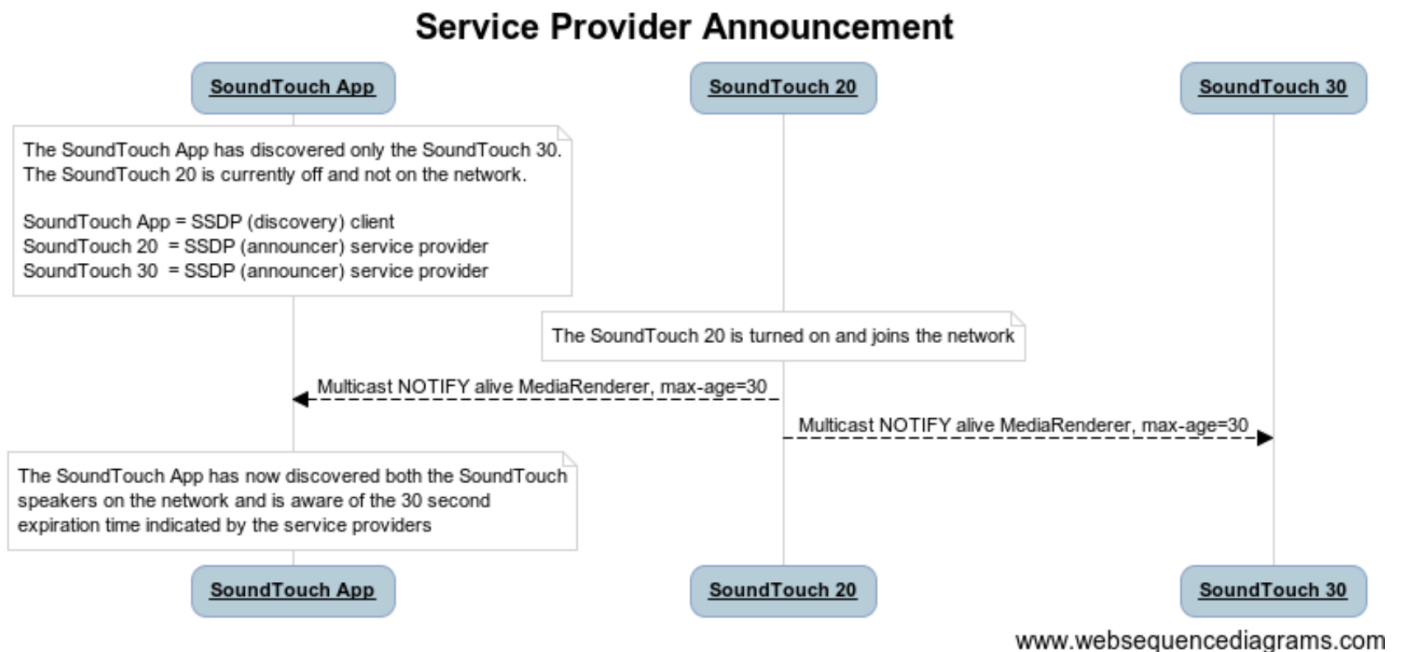 Service Provider Announcement
SoundTouch App
SoundTouch 20
SoundTouch 30
The SoundTouch App has discovered only the SoundTouch 30.
The SoundTouch 20 is currently off and not on the network.
SoundTouch App = SSDP (discovery) client
SoundTouch 20  = SSDP (announcer) service provider
SoundTouch 30  = SSDP (announcer) service provider
The SoundTouch 20 is turned on and joins the network
Multicast NOTIFY alive MediaRenderer, max-age=30
Multicast NOTIFY alive MediaRenderer, max-age=30
The SoundTouch App has now discovered both the SoundTouch
speakers on the network and is aware of the 30 second
expiration time indicated by the service providers
SoundTouch App
SoundTouch 20
SoundTouch 30
www.websequencediagrams.com